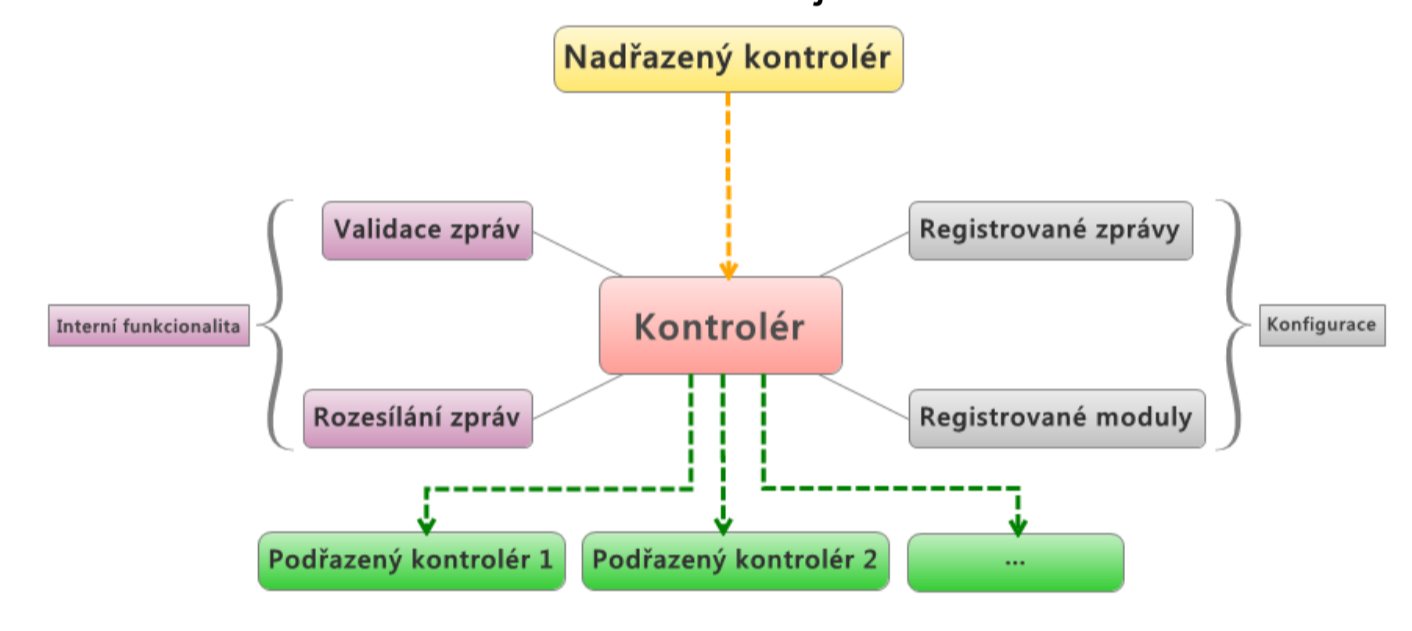 Nadřazený kontrolér
Validace zpráv
Registrované zprávy
Interní funkcionalita
Kontrolér
Konfigurace
Rozesílání zpráv
Registrované moduly
Podřazený kontrolér 1
Podřazený kontrolér 2
...